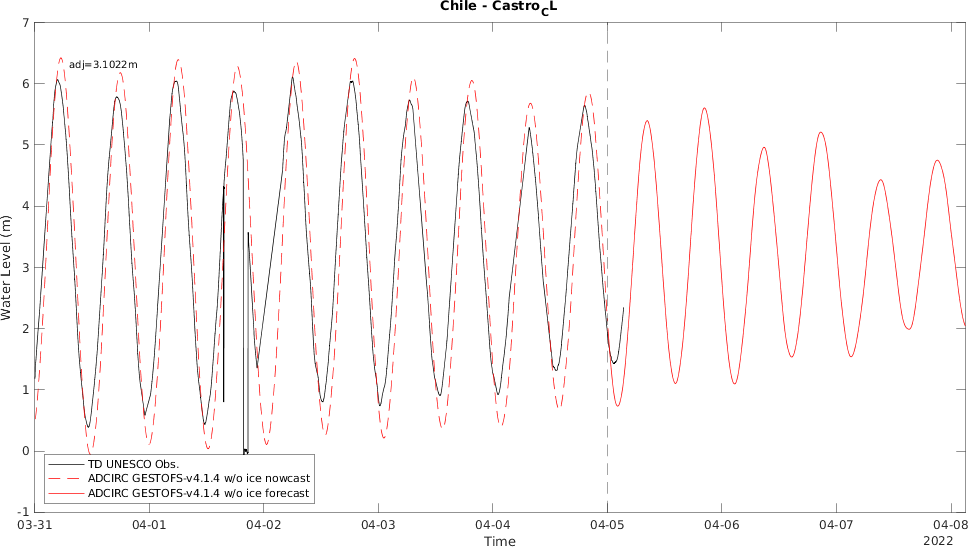 Chile - Castro_CL
adj=3.1022m
7
6
5
4
3
2
1
0
-1
Water Level (m)
TD UNESCO Obs.
ADCIRC GESTOFS-v4.1.4 w/o ice nowcast
ADCIRC GESTOFS-v4.1.4 w/o ice forecast
03-31 04-01 04-02 04-03 04-04 04-05 04-06 04-07 04-08
Time
2022